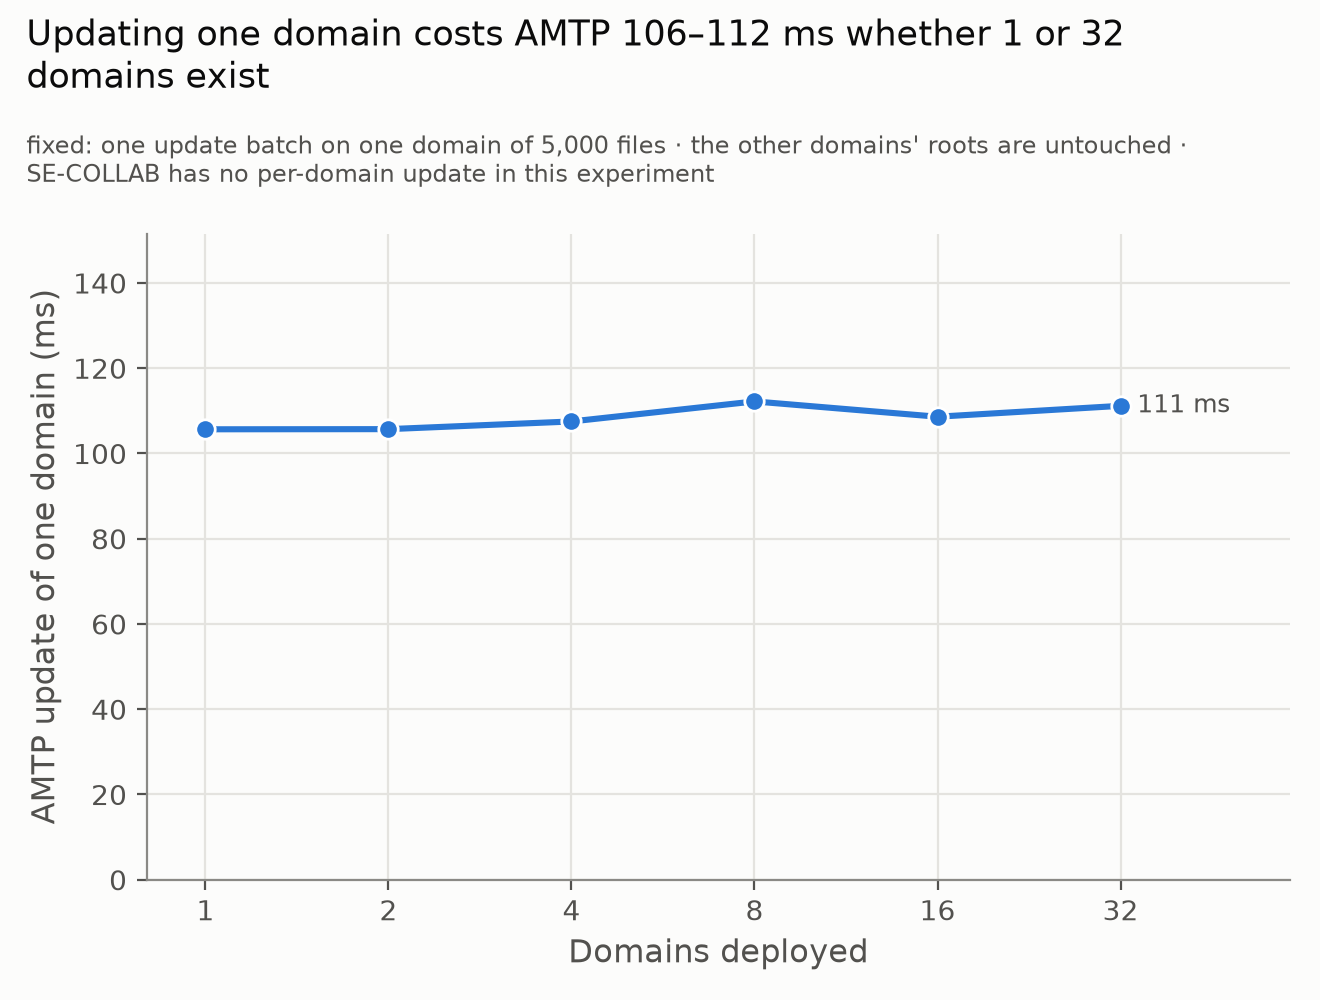 Updating one domain costs AMTP 106–112 ms whether 1 or 32
domains exist
fixed: one update batch on one domain of 5,000 files · the other domains' roots are untouched ·
SE-COLLAB has no per-domain update in this experiment
AMTP update of one domain (ms)
140
120
100
80
60
40
20
0
111 ms
1 2 4 8 16 32
Domains deployed